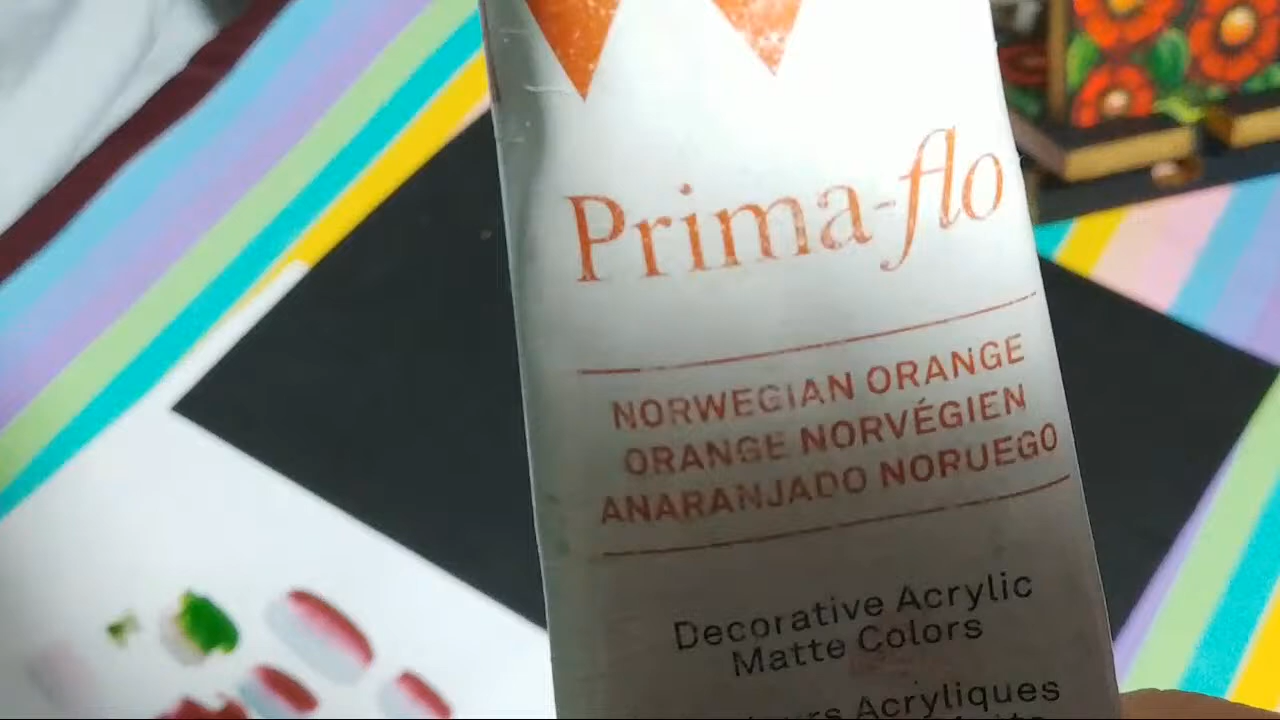 Prima-flo
NORWEGIAN ORANGE
ORANGE NORVÉGIEN
ANARANJADO NORUEGO
Decorative Acrylic
Matte Colors
Acryliques